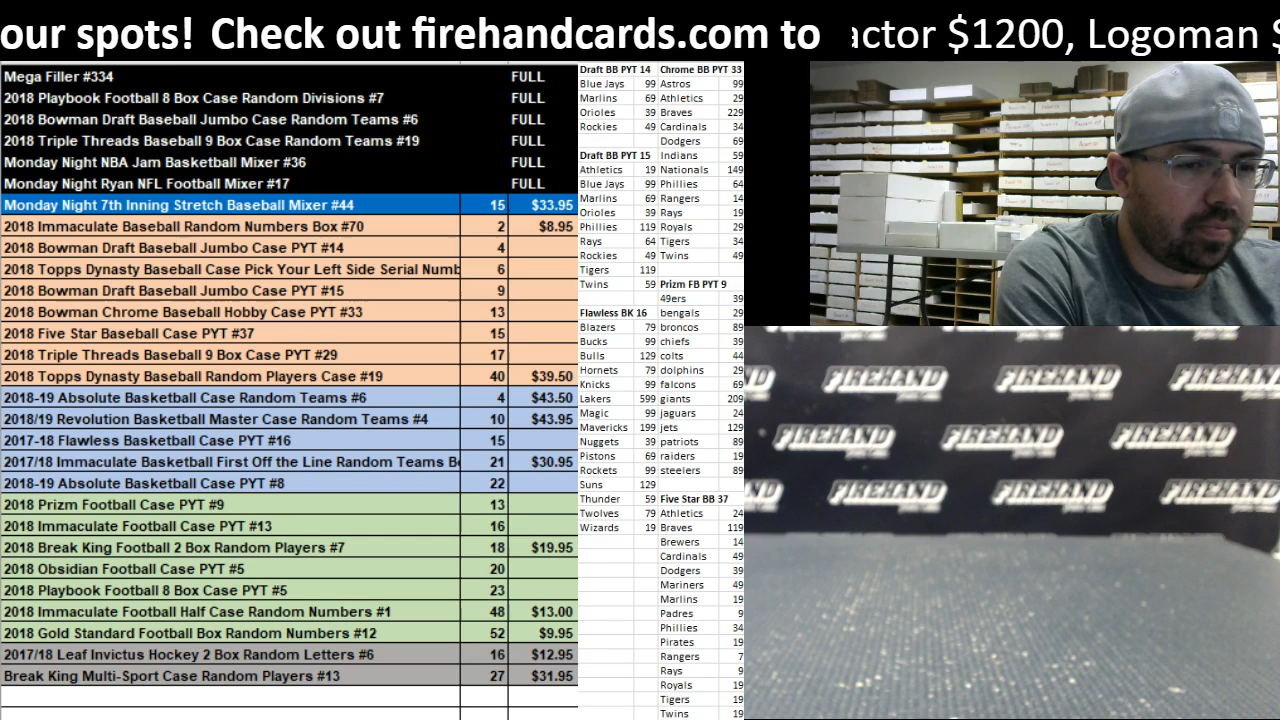 our spots! Check out firehandcards.com to
actor $1200, Logoman
Mega Filler #334 FULL
2018 Playbook Football 8 Box Case Random Divisions #7 FULL
2018 Bowman Draft Baseball Jumbo Case Random Teams #6 FULL
2018 Triple Threads Baseball 9 Box Case Random Teams #19 FULL
Monday Night NBA Jam Basketball Mixer #36 FULL
Monday Night Ryan NFL Football Mixer #17 FULL
Monday Night 7th Inning Stretch Baseball Mixer #44 15 $33.95
2018 Immaculate Baseball Random Numbers Box #70 2 $8.95
2018 Bowman Draft Baseball Jumbo Case PYT #14 4
2018 Topps Dynasty Baseball Case Pick Your Left Side Serial Numb 6
2018 Bowman Draft Baseball Jumbo Case PYT #15 9
2018 Bowman Chrome Baseball Hobby Case PYT #33 13
2018 Five Star Baseball Case PYT #37 15
2018 Triple Threads Baseball 9 Box Case PYT #29 17
2018 Topps Dynasty Baseball Random Players Case #19 40 $39.50
2018-19 Absolute Basketball Case Random Teams #6 4 $43.50
2018/19 Revolution Basketball Master Case Random Teams #4 10 $43.95
2017-18 Flawless Basketball Case PYT #16 15
2017/18 Immaculate Basketball First Off the Line Random Teams B 21 $30.95
2018-19 Absolute Basketball Case PYT #8 22
2018 Prizm Football Case PYT #9 13
2018 Immaculate Football Case PYT #13 16
2018 Break King Football 2 Box Random Players #7 18 $19.95
2018 Obsidian Football Case PYT #5 20
2018 Playbook Football 8 Box Case PYT #5 23
2018 Immaculate Football Half Case Random Numbers #1 48 $13.00
2018 Gold Standard Football Box Random Numbers #12 52 $9.95
2017/18 Leaf Invictus Hockey 2 Box Random Letters #6 16 $12.95
Break King Multi-Sport Case Random Players #13 27 $31.95
Draft BB PYT 14
Blue Jays 99
Marlins 69
Orioles 39
Rockies 49
Draft BB PYT 15
Athletics 19
Blue Jays 99
Marlins 69
Orioles 39
Phillies 119
Rays 64
Rockies 49
Tigers 119
Twins 59
Flawless BK 16
Blazers 79
Bucks 99
Bulls 129
Hornets 79
Knicks 99
Lakers 599
Magic 99
Mavericks 199
Nuggets 39
Pistons 69
Rockets 99
Suns 129
Thunder 59
Twolves 79
Wizards 19
Chrome BB PYT 33
Astros 99
Athletics 29
Braves 229
Cardinals 34
Dodgers 69
Indians 59
Nationals 149
Phillies 64
Rangers 14
Rays 19
Royals 29
Tigers 34
Twins 49
Prizm FB PYT 9
49ers 39
bengals 29
broncos 89
chiefs 39
colts 44
dolphins 29
falcons 69
giants 209
jaguars 24
jets 129
patriots 89
raiders 19
steelers 89
Five Star BB 37
Athletics 24
Braves 119
Brewers 14
Cardinals 49
Dodgers 39
Mariners 49
Marlins 19
Padres 9
Phillies 34
Pirates 19
Rangers 7
Rays 9
Royals 19
Tigers 19
Twins 19
FIREHAND FIREHAND FIREHAND
FIREHAND FIREHAND FIREHAND
FIREHAND FIREHAND